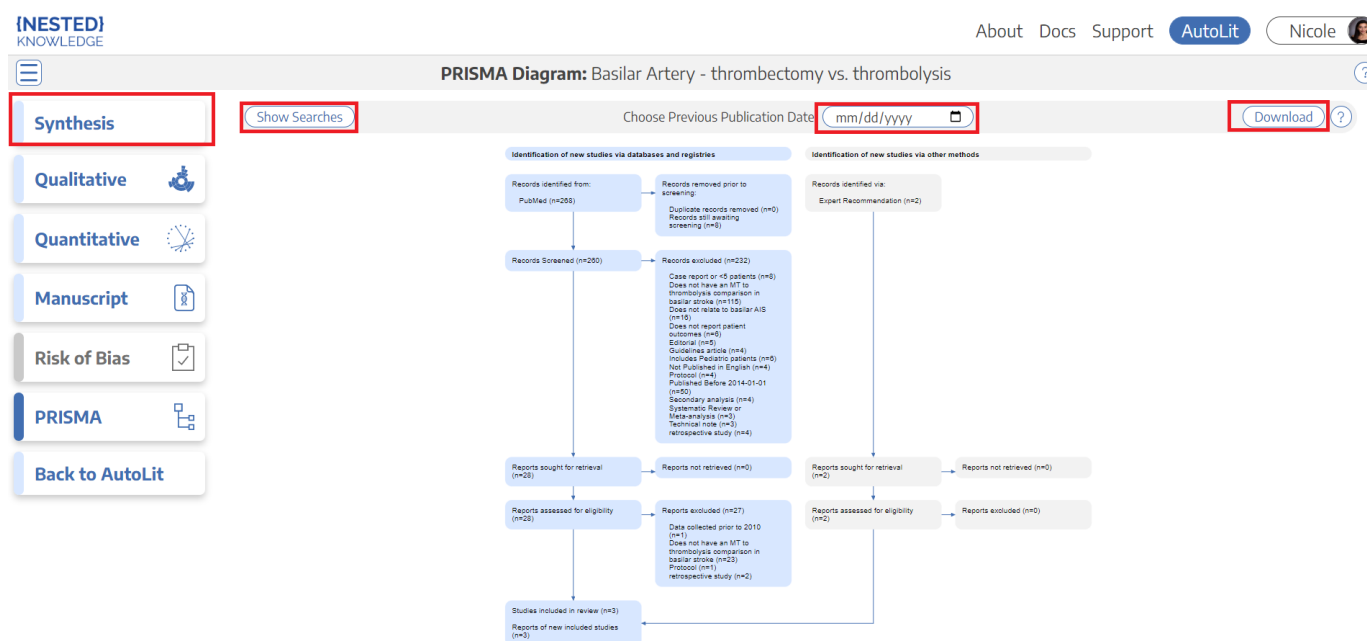 {NESTED}
KNOWLEDGE
About Docs Support AutoLit Nicole
PRISMA Diagram: Basilar Artery - thrombectomy vs. thrombolysis
?
Synthesis
Qualitative
Quantitative
Manuscript
Risk of Bias
PRISMA
Back to AutoLit
Show Searches
Choose Previous Publication Date
mm/dd/yyyy
Download
?
Identification of new studies via databases and registries
Identification of new studies via other methods
Records identified from:
PubMed (n=268)
Records removed prior to
screening:
Duplicate records removed (n=0)
Records still awaiting
screening (n=8)
Records identified via:
Expert Recommendation (n=2)
Records Screened (n=260)
Records excluded (n=232)
Case report or <5 patients (n=8)
Does not have an MT to
thrombolysis comparison in
basilar stroke (n=115)
Does not relate to basilar AIS
(n=16)
Does not report patient
outcomes (n=6)
Editorial (n=5)
Guidelines article (n=4)
Includes Pediatric patients (n=6)
Not Published in English (n=4)
Protocol (n=4)
Published Before 2014-01-01
(n=50)
Secondary analysis (n=4)
Systematic Review or
Meta-analysis (n=3)
Technical note (n=3)
retrospective study (n=4)
Reports sought for retrieval
(n=28)
Reports not retrieved (n=0)
Reports sought for retrieval
(n=2)
Reports not retrieved (n=0)
Reports assessed for eligibility
(n=28)
Reports excluded (n=27)
Data collected prior to 2010
(n=1)
Does not have an MT to
thrombolysis comparison in
basilar stroke (n=23)
Protocol (n=1)
retrospective study (n=2)
Reports assessed for eligibility
(n=2)
Reports excluded (n=0)
Studies included in review (n=3)
Reports of new included studies
(n=3)